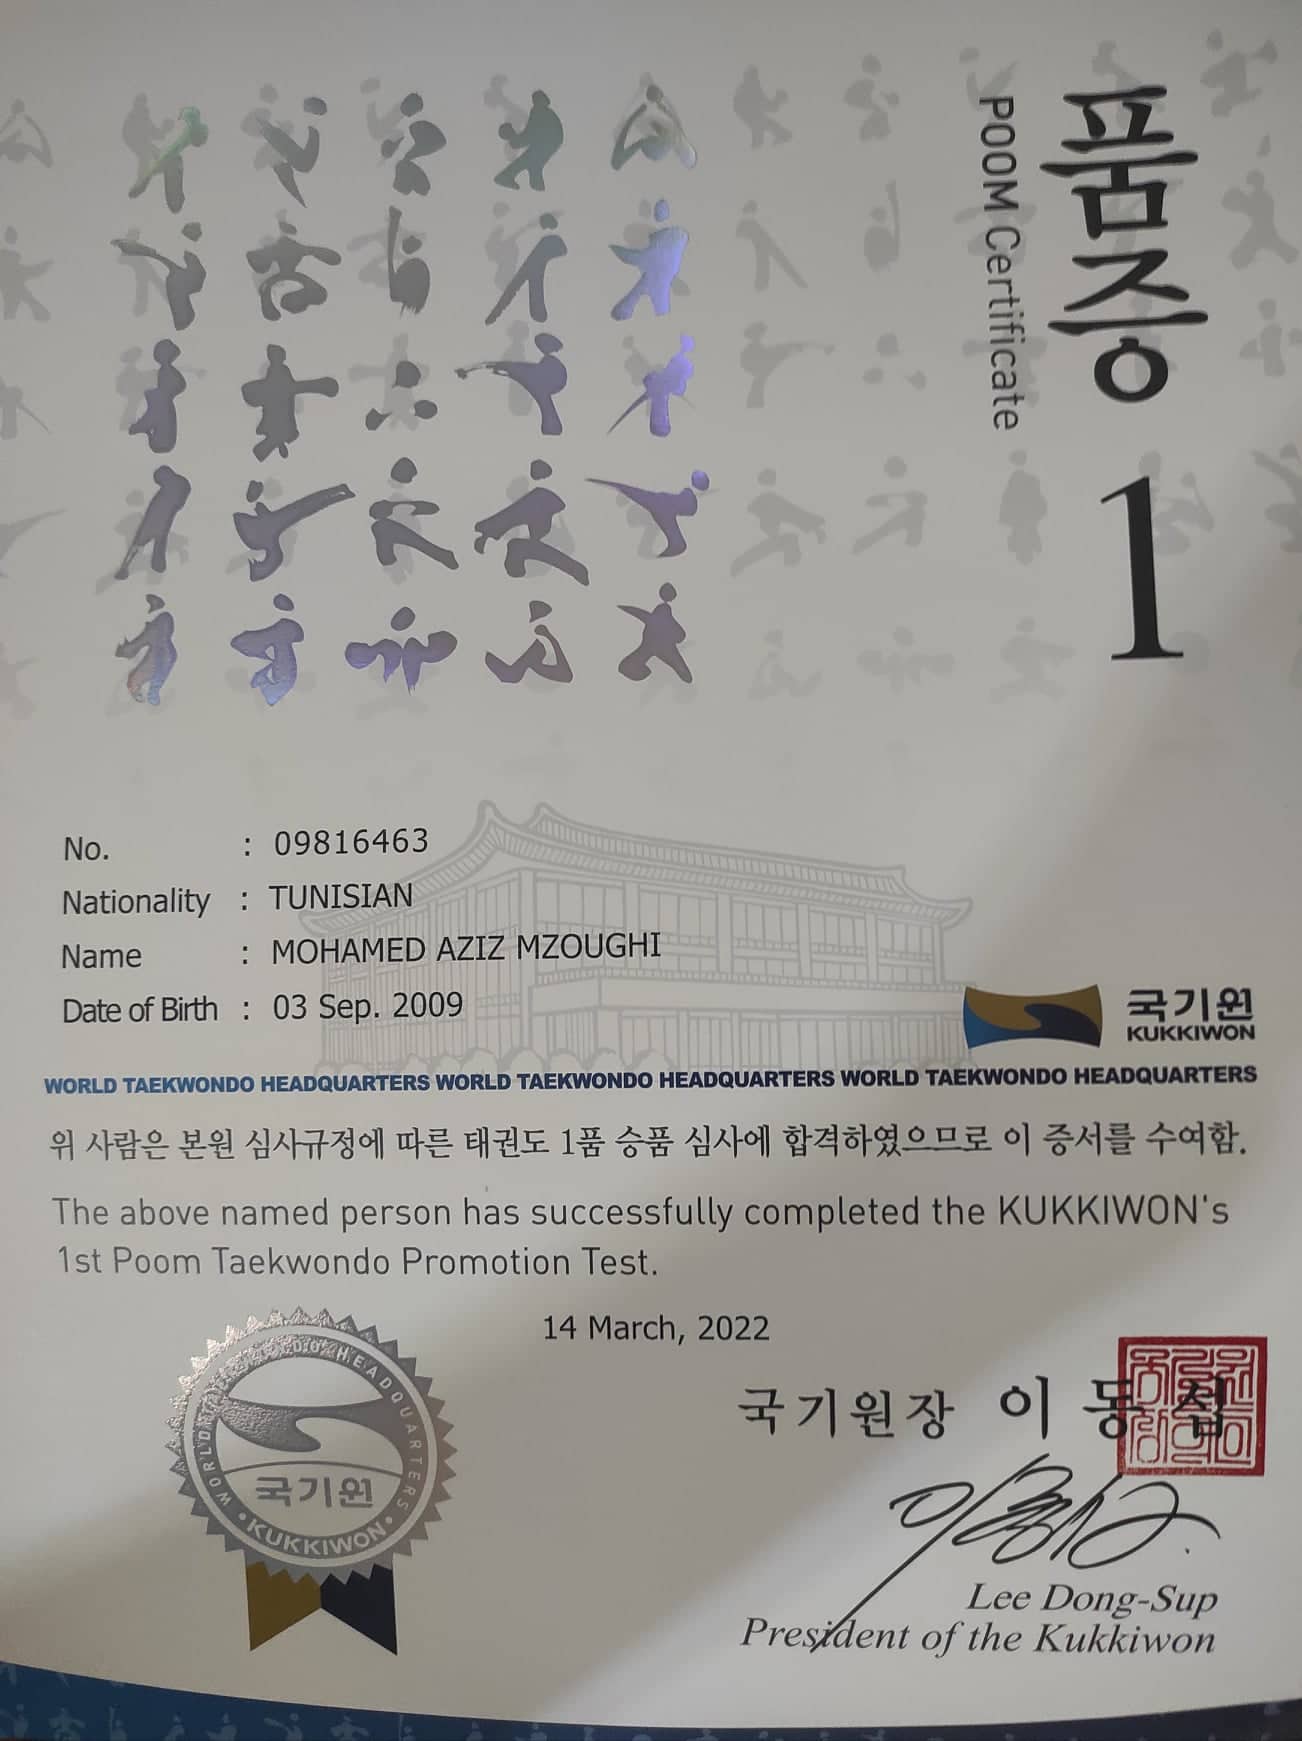 품증 1
POOM Certificate
No. : 09816463
Nationality : TUNISIAN
Name : MOHAMED AZIZ MZOUGHI
Date of Birth : 03 Sep. 2009
국기원
KUKKIWON
WORLD TAEKWONDO HEADQUARTERS WORLD TAEKWONDO HEADQUARTERS WORLD TAEKWONDO HEADQUARTERS
위 사람은 본원 심사규정에 따른 태권도 1품 승품 심사에 합격하였으므로 이 증서를 수여함.
The above named person has successfully completed the KUKKIWON's
1st Poom Taekwondo Promotion Test.
14 March, 2022
WORLD TAEKWONDO HEADQUARTERS
국기원
•KUKKIWON•
국기원장 이동섭
Lee Dong-Sup
President of the Kukkiwon